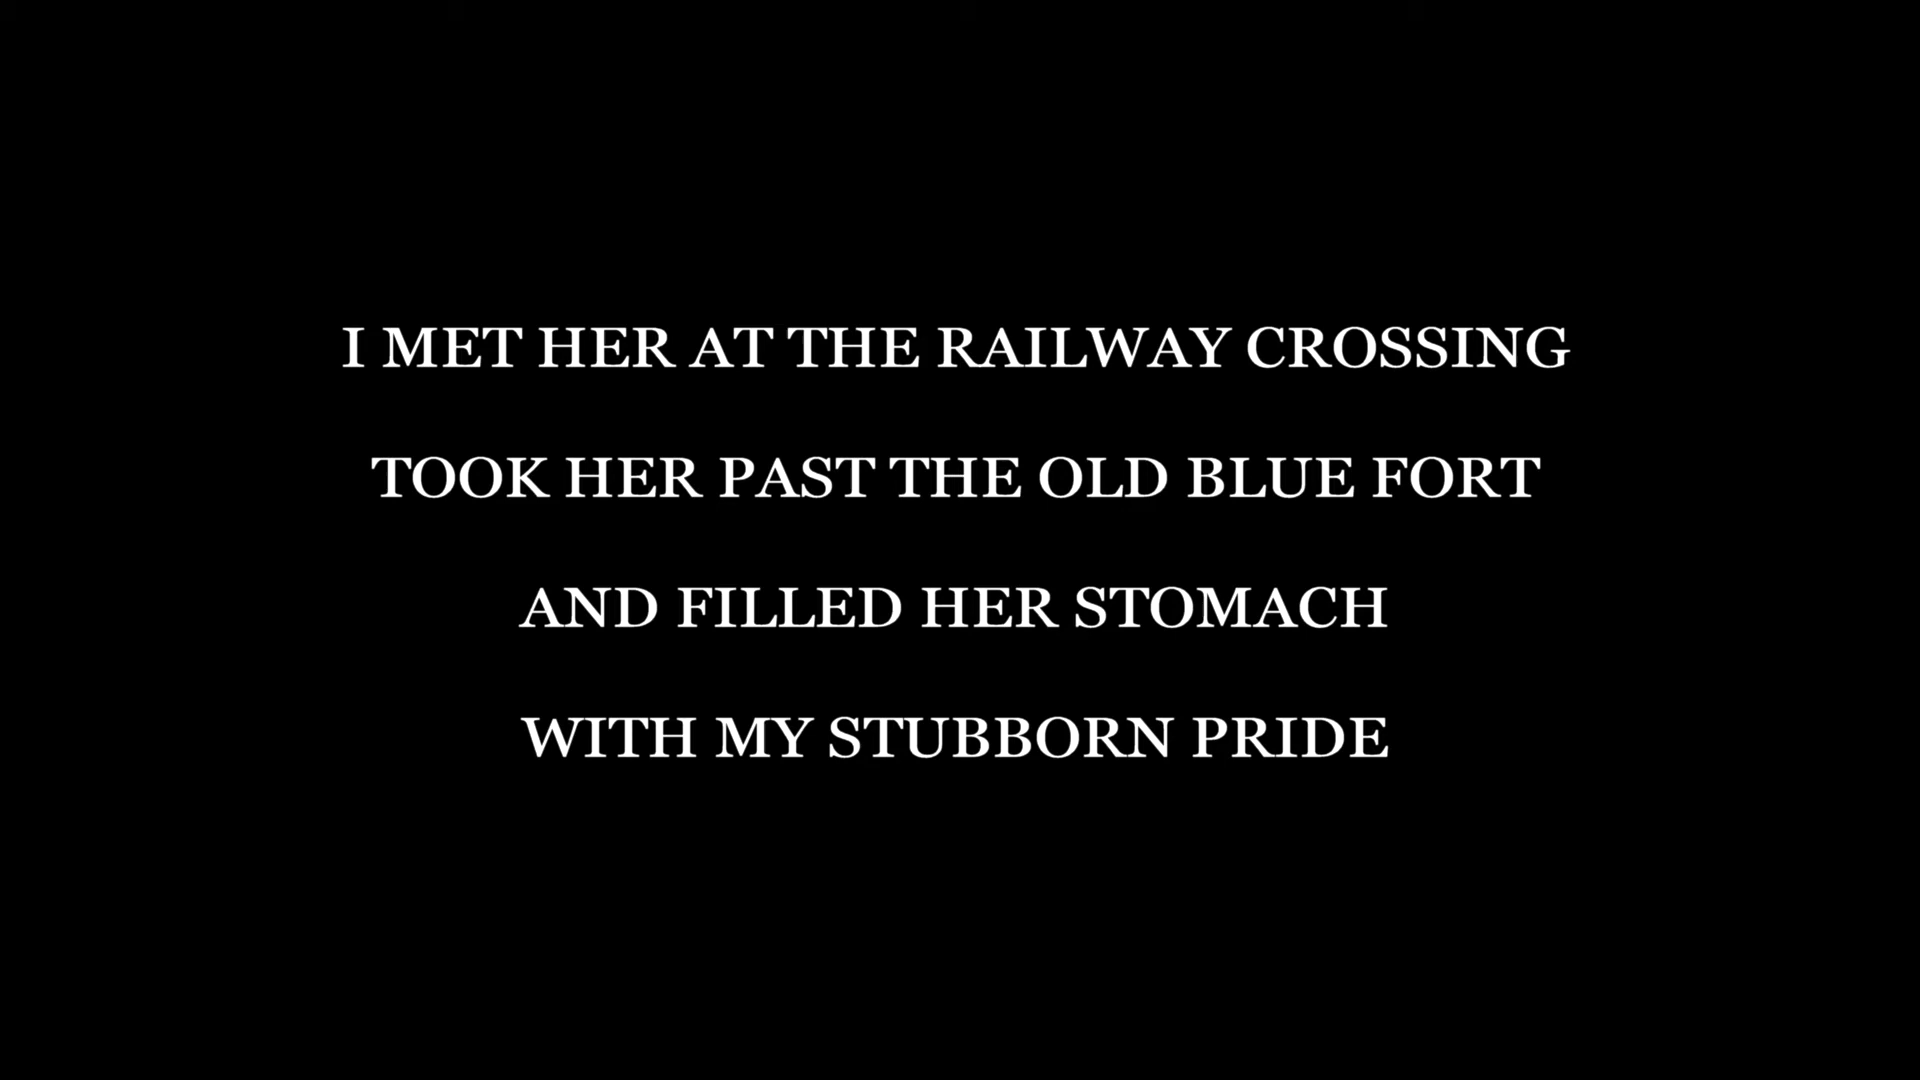 I MET HER AT THE RAILWAY CROSSING
TOOK HER PAST THE OLD BLUE FORT
AND FILLED HER STOMACH
WITH MY STUBBORN PRIDE